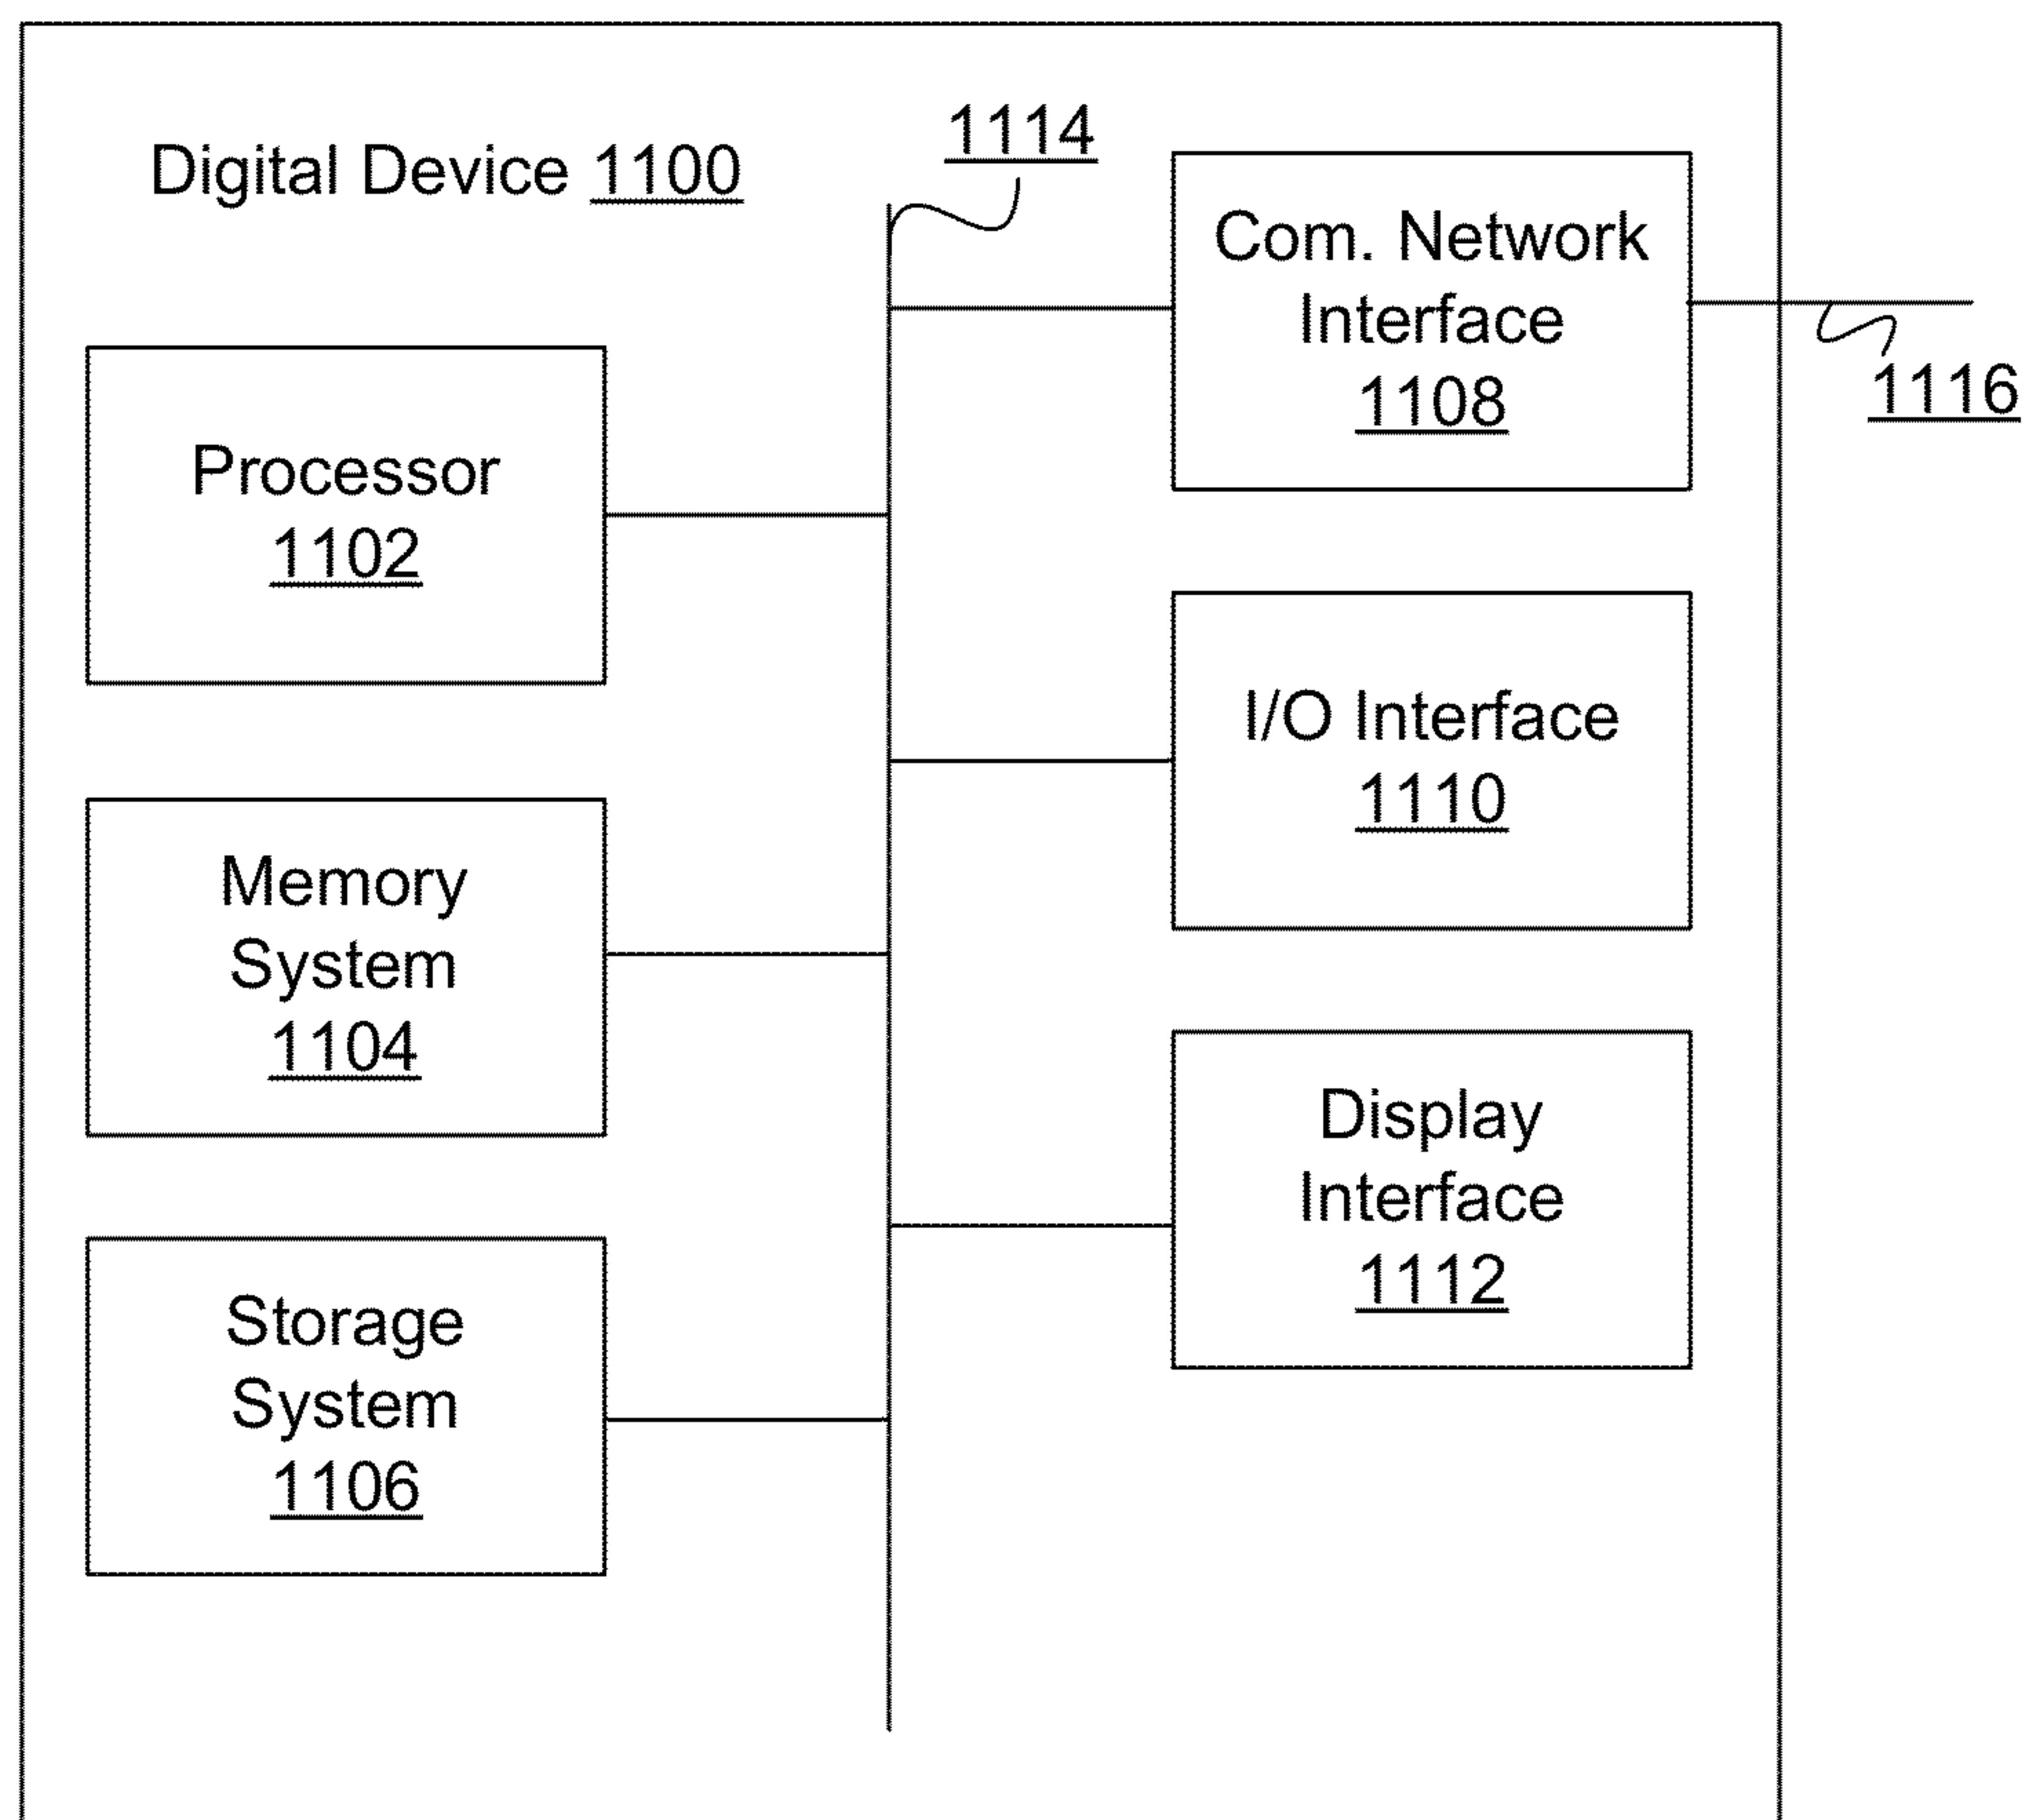 Digital Device 1100
1114
Com. Network
Interface
1108
1116
Processor
1102
I/O Interface
1110
Memory
System
1104
Display
Interface
1112
Storage
System
1106